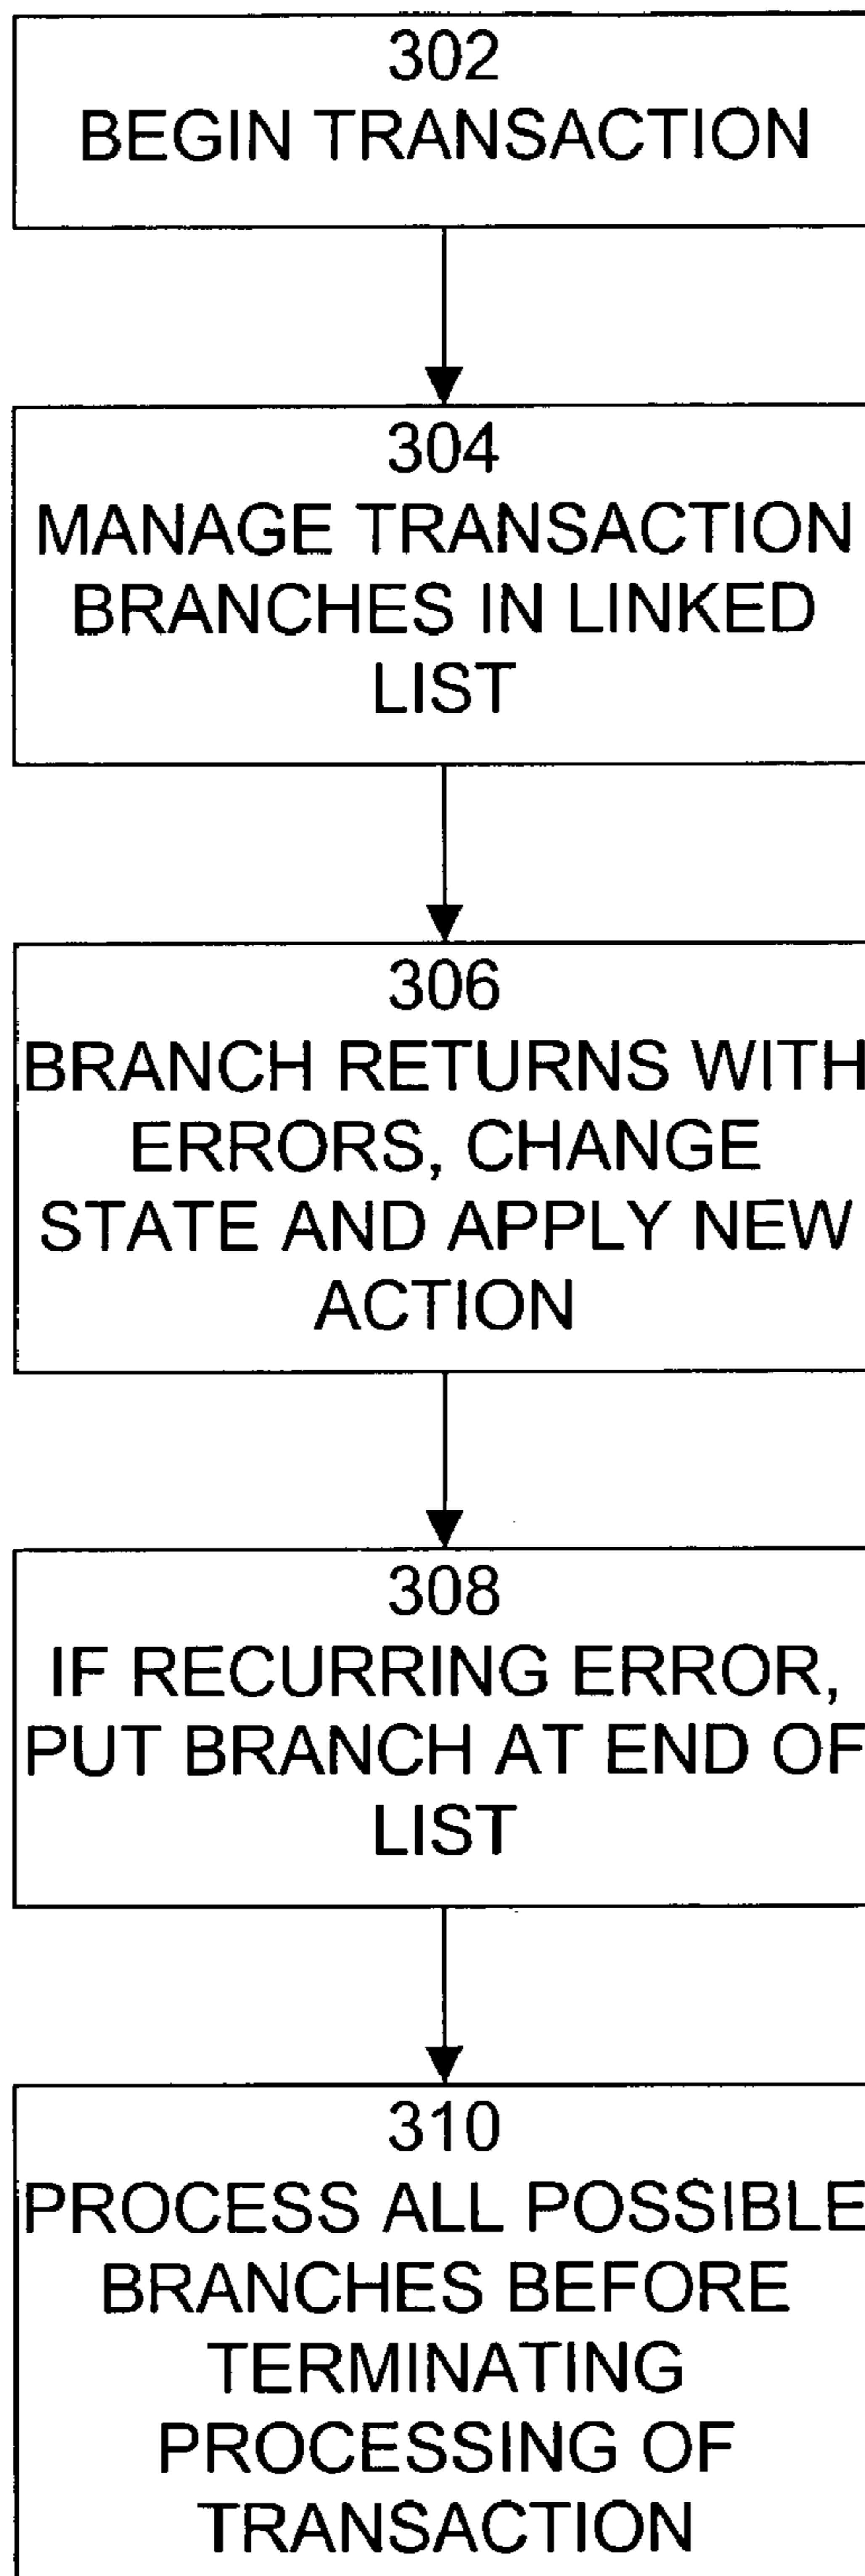 302
BEGIN TRANSACTION
304
MANAGE TRANSACTION
BRANCHES IN LINKED
LIST
306
BRANCH RETURNS WITH
ERRORS, CHANGE
STATE AND APPLY NEW
ACTION
308
IF RECURRING ERROR,
PUT BRANCH AT END OF
LIST
310
PROCESS ALL POSSIBLE
BRANCHES BEFORE
TERMINATING
PROCESSING OF
TRANSACTION